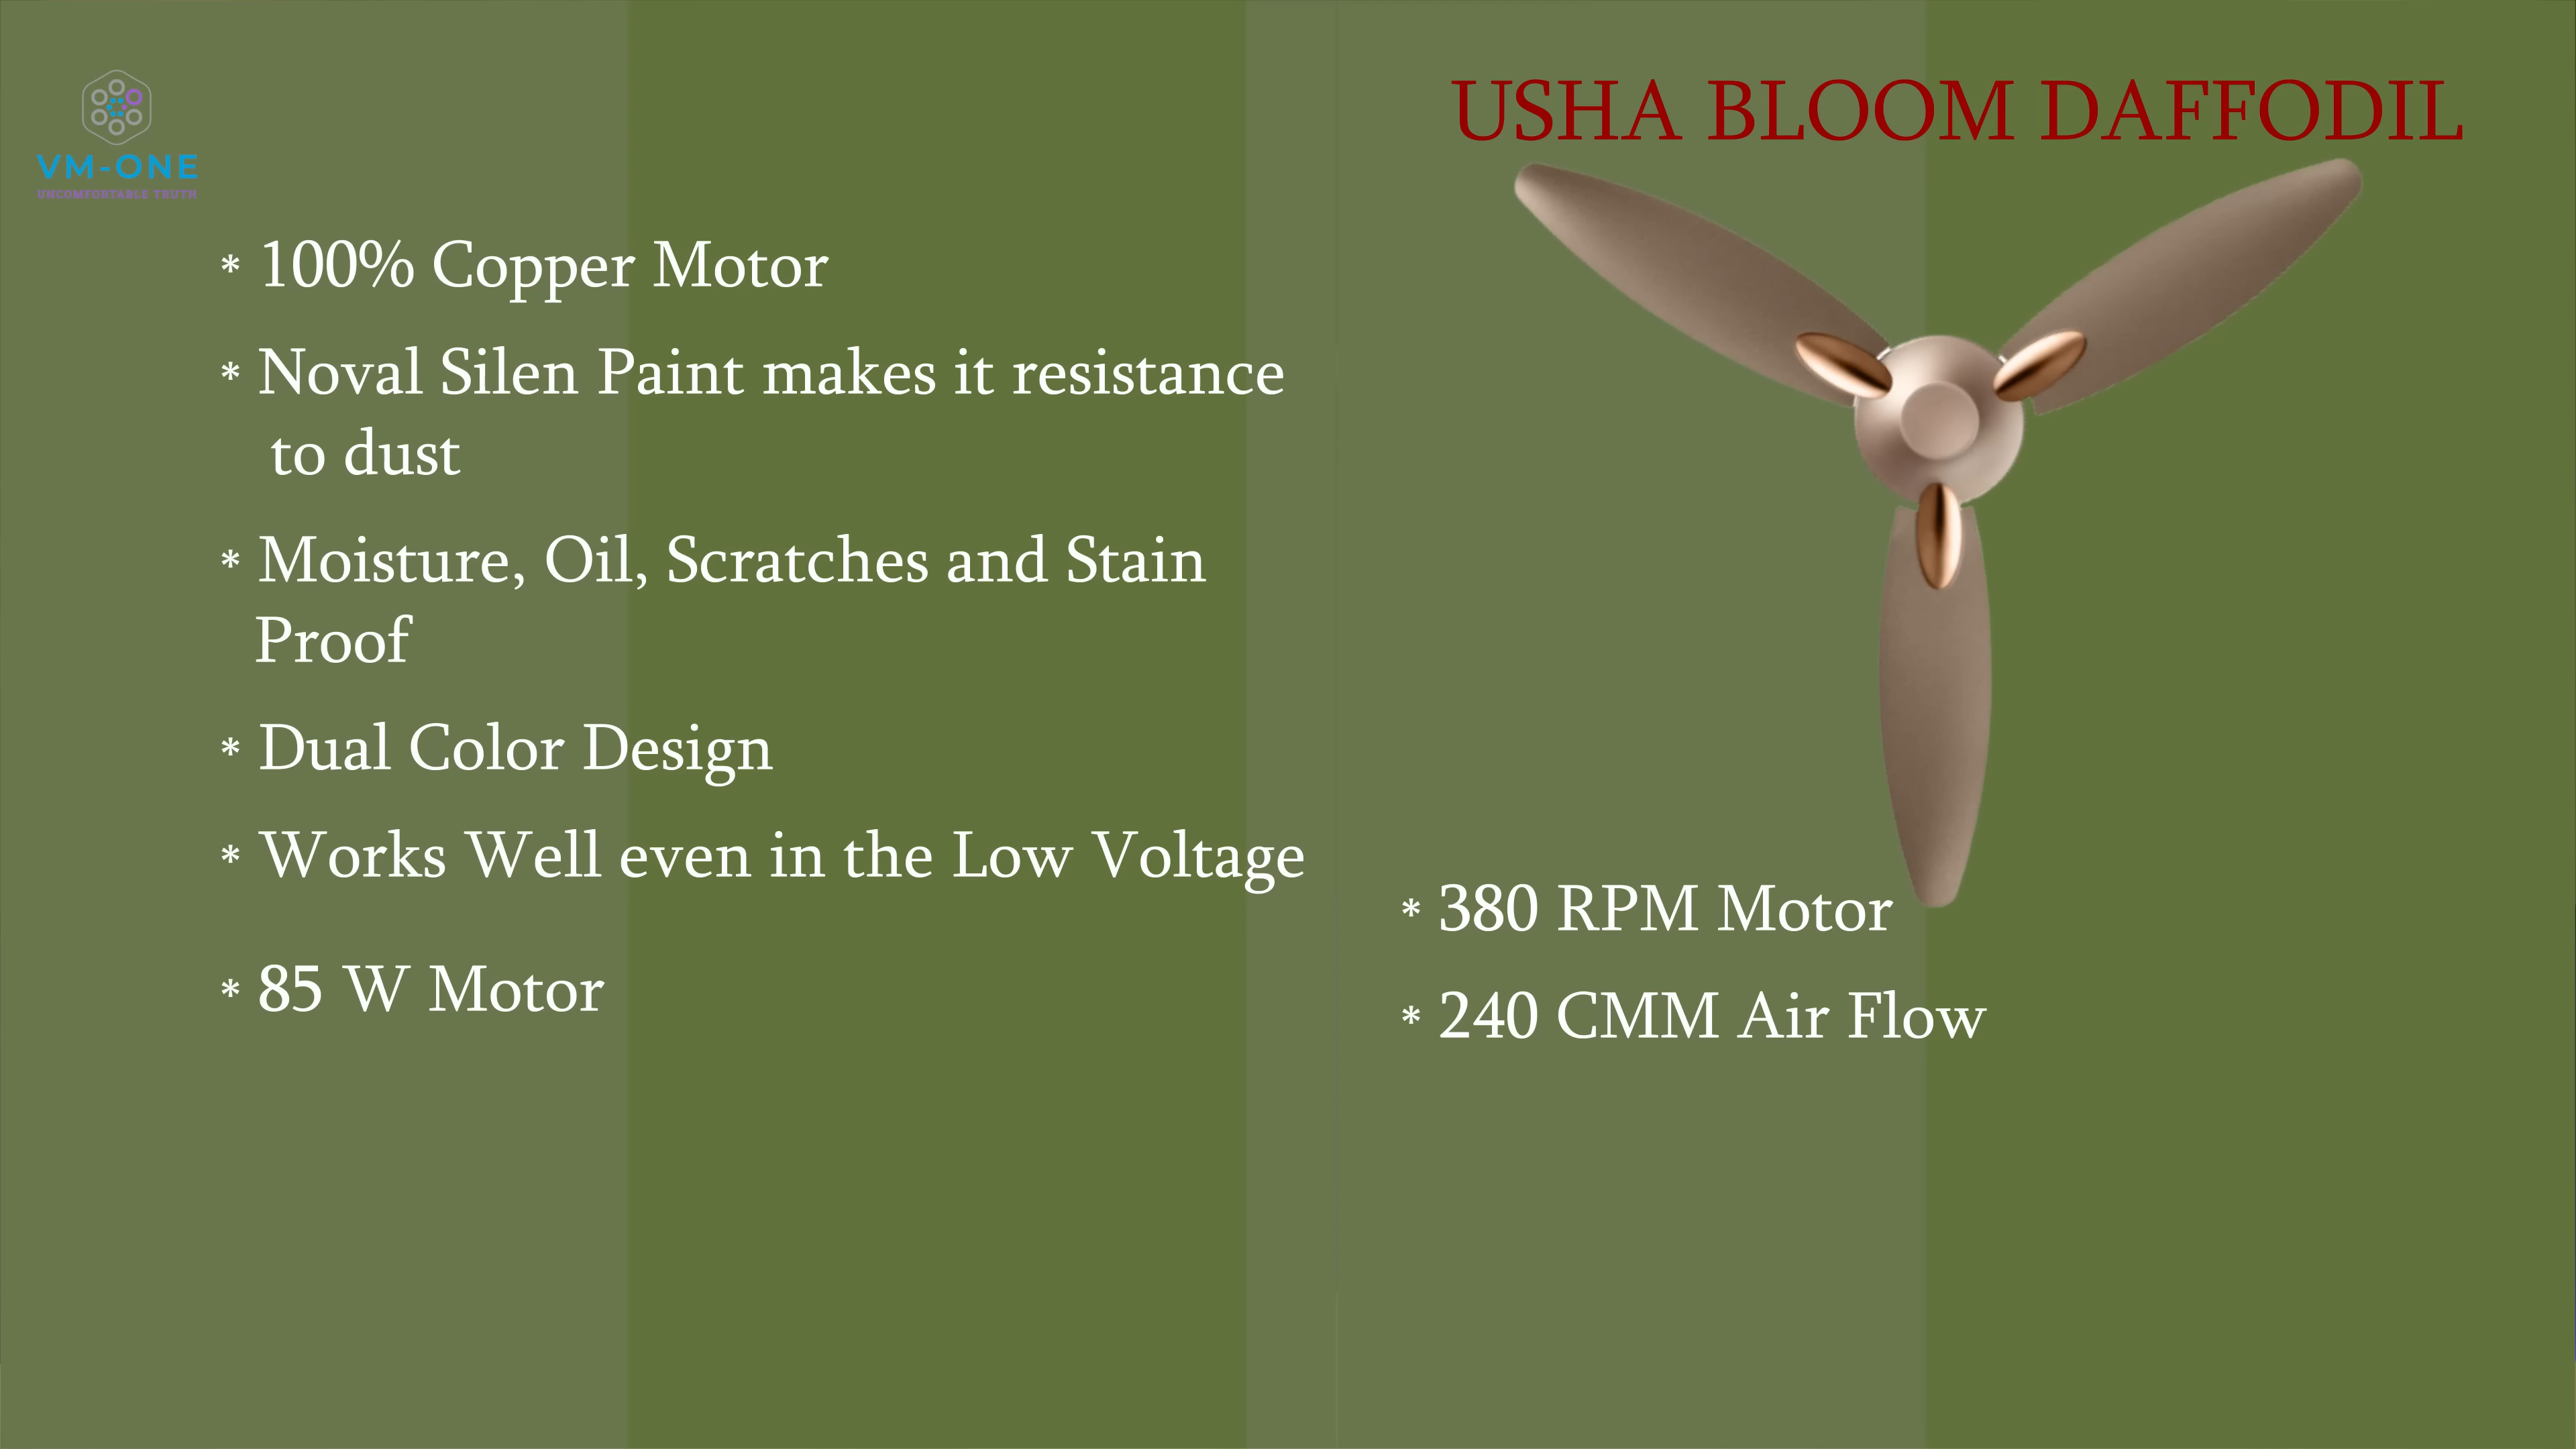 VM-ONE
UNCOMFORTABLE TRUTH
USHA BLOOM DAFFODIL
* 100% Copper Motor
* Noval Silen Paint makes it resistance
to dust
* Moisture, Oil, Scratches and Stain
Proof
* Dual Color Design
* Works Well even in the Low Voltage
* 85 W Motor
* 380 RPM Motor
* 240 CMM Air Flow